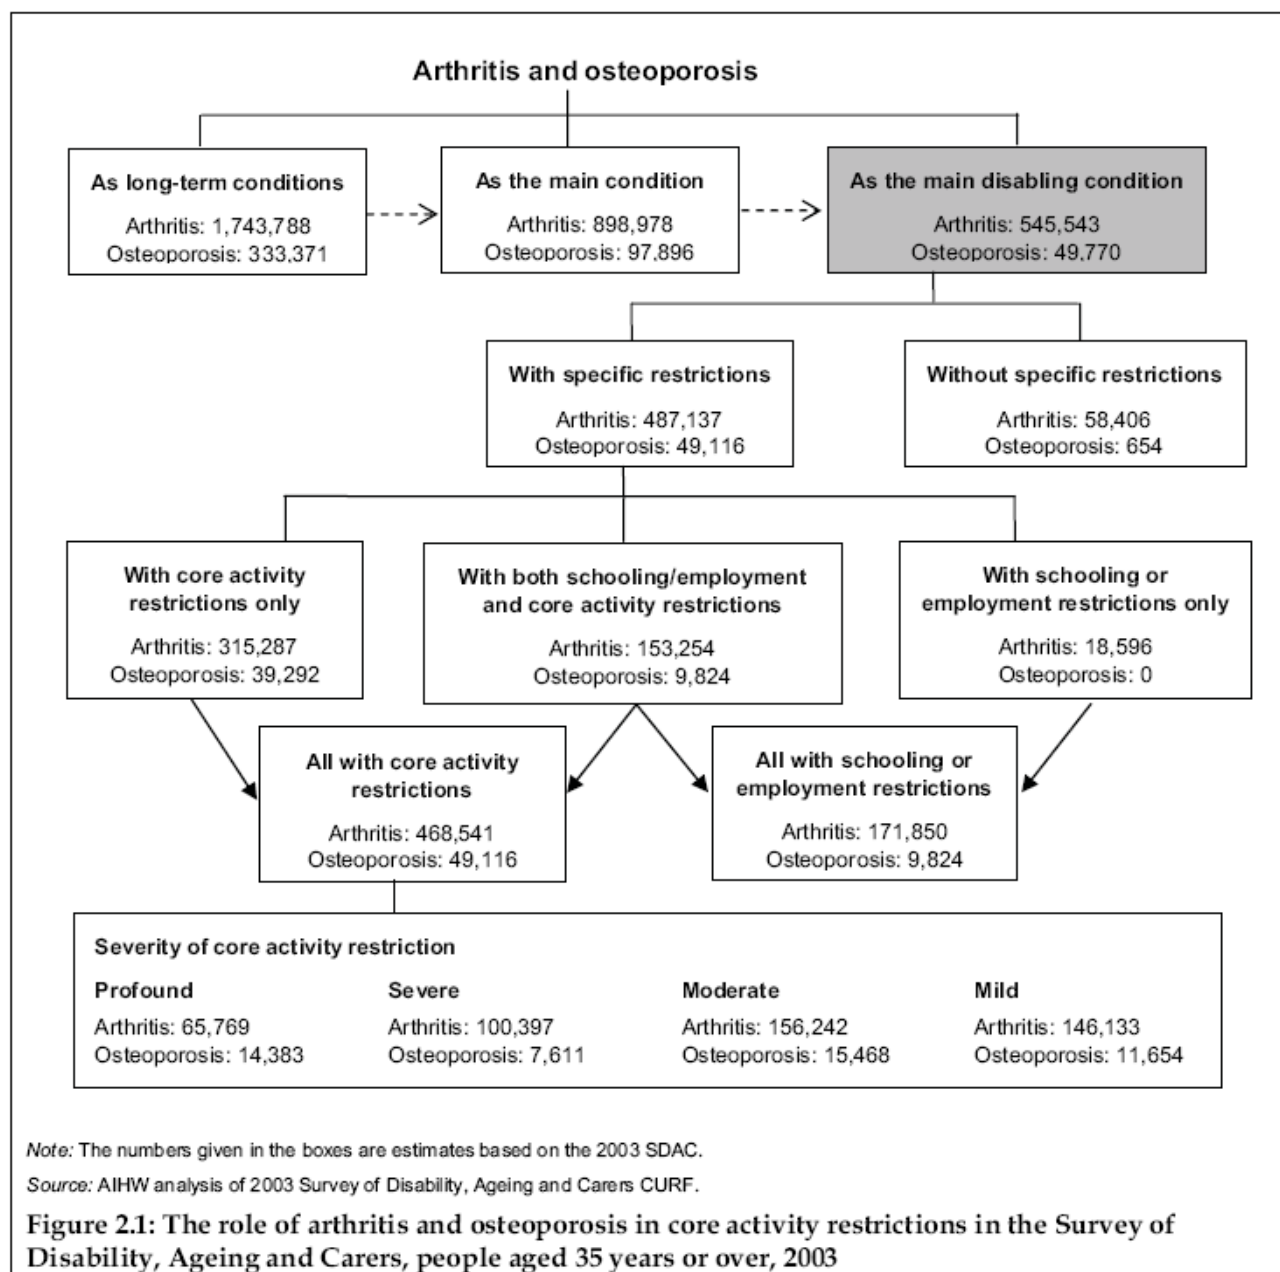 Arthritis and osteoporosis
As long-term conditions
Arthritis: 1,743,788
Osteoporosis: 333,371
As the main condition
Arthritis: 898,978
Osteoporosis: 97,896
As the main disabling condition
Arthritis: 545,543
Osteoporosis: 49,770
With specific restrictions
Arthritis: 487,137
Osteoporosis: 49,116
Without specific restrictions
Arthritis: 58,406
Osteoporosis: 654
With core activity
restrictions only
Arthritis: 315,287
Osteoporosis: 39,292
With both schooling/employment
and core activity restrictions
Arthritis: 153,254
Osteoporosis: 9,824
With schooling or
employment restrictions only
Arthritis: 18,596
Osteoporosis: 0
All with core activity
restrictions
Arthritis: 468,541
Osteoporosis: 49,116
All with schooling or
employment restrictions
Arthritis: 171,850
Osteoporosis: 9,824
Severity of core activity restriction
Profound
Arthritis: 65,769
Osteoporosis: 14,383
Severe
Arthritis: 100,397
Osteoporosis: 7,611
Moderate
Arthritis: 156,242
Osteoporosis: 15,468
Mild
Arthritis: 146,133
Osteoporosis: 11,654
Note: The numbers given in the boxes are estimates based on the 2003 SDAC.
Source: AIHW analysis of 2003 Survey of Disability, Ageing and Carers CURF.
Figure 2.1: The role of arthritis and osteoporosis in core activity restrictions in the Survey of
Disability, Ageing and Carers, people aged 35 years or over, 2003